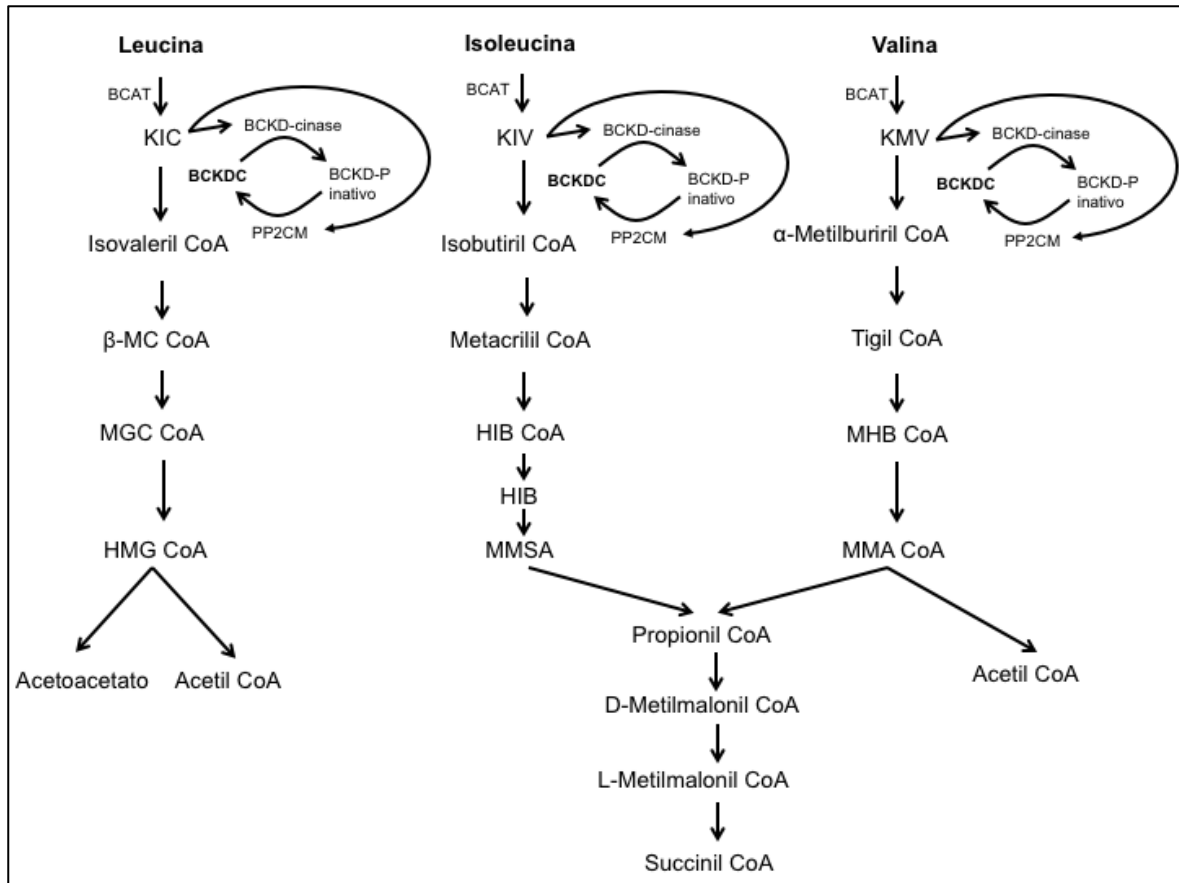 Leucina
BCAT
KIC
BCKD-cinase
BCKDC
BCKD-P
inativo
PP2CM
Isovaleril CoA
β-MC CoA
MGC CoA
HMG CoA
Acetoacetato
Acetil CoA
Isoleucina
BCAT
KIV
BCKD-cinase
BCKDC
BCKD-P
inativo
PP2CM
Isobutiril CoA
Metacrilil CoA
HIB CoA
HIB
MMSA
Valina
BCAT
KMV
BCKD-cinase
BCKDC
BCKD-P
inativo
PP2CM
α-Metilburiril CoA
Tigil CoA
MHB CoA
MMA CoA
Propionil CoA
Acetil CoA
D-Metilmalonil CoA
L-Metilmalonil CoA
Succinil CoA